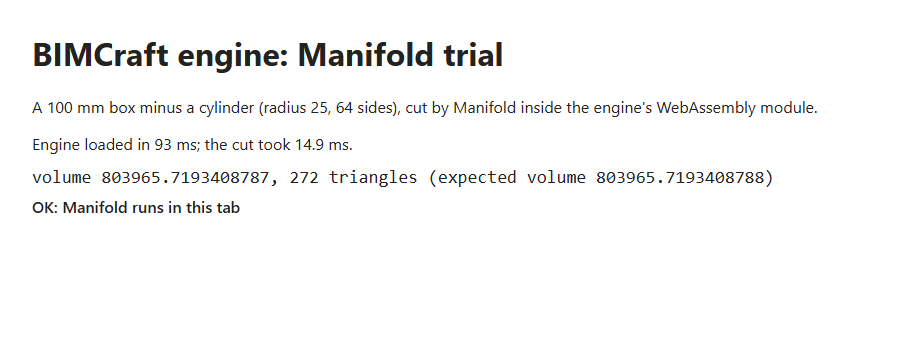 BIMCraft engine: Manifold trial
A 100 mm box minus a cylinder (radius 25, 64 sides), cut by Manifold inside the engine's WebAssembly module.
Engine loaded in 93 ms; the cut took 14.9 ms.
volume 803965.7193408787, 272 triangles (expected volume 803965.7193408788)
OK: Manifold runs in this tab